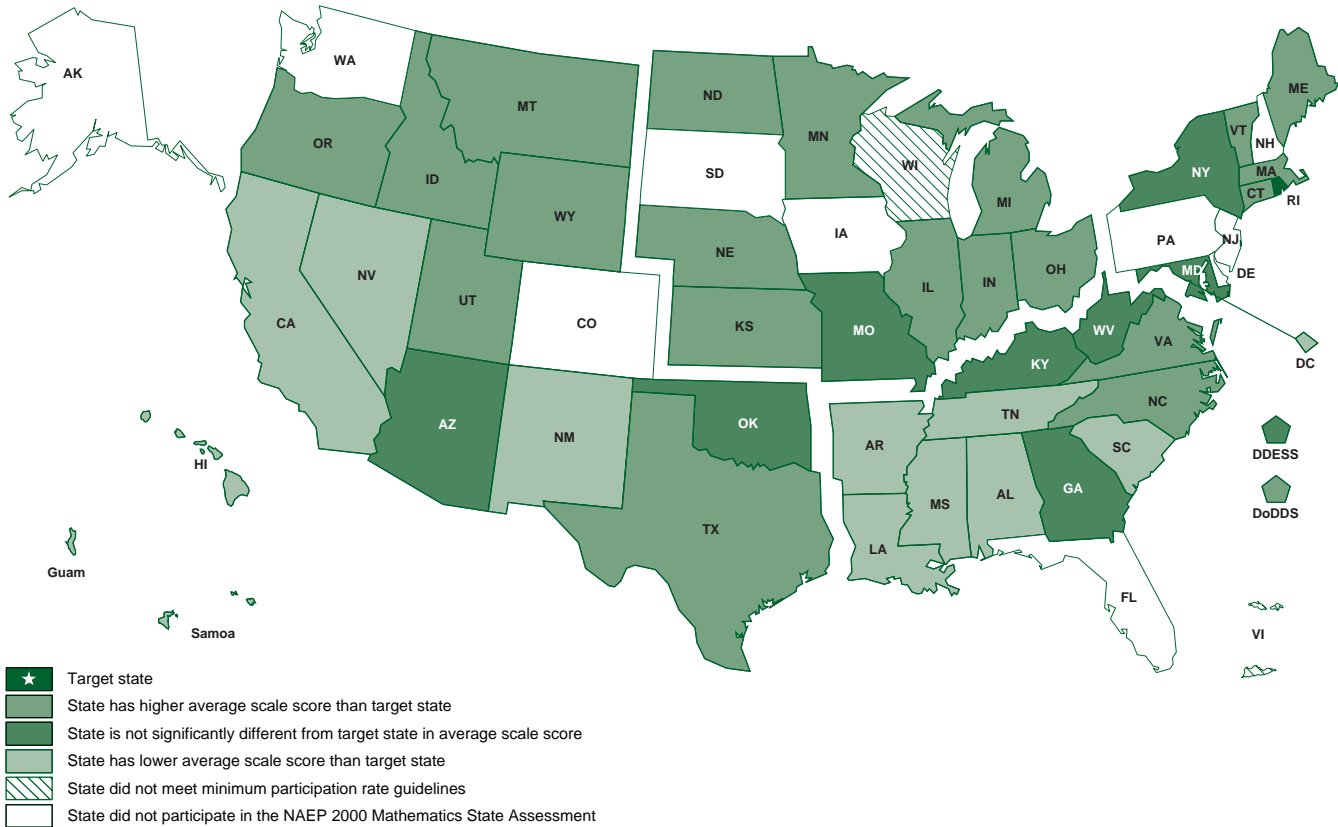 AK
WA
MT
ND
MN
ME
VT
NH
OR
ID
SD
WI
NY
MA
CT
RI
WY
MI
IA
PA
NJ
NE
OH
MD
DE
NV
UT
IL
IN
CA
CO
KS
MO
WV
VA
KY
DC
NC
TN
AZ
NM
OK
AR
SC
DDESS
HI
MS
AL
GA
DoDDS
TX
LA
Guam
FL
Samoa
VI
★ Target state
State has higher average scale score than target state
State is not significantly different from target state in average scale score
State has lower average scale score than target state
State did not meet minimum participation rate guidelines
State did not participate in the NAEP 2000 Mathematics State Assessment